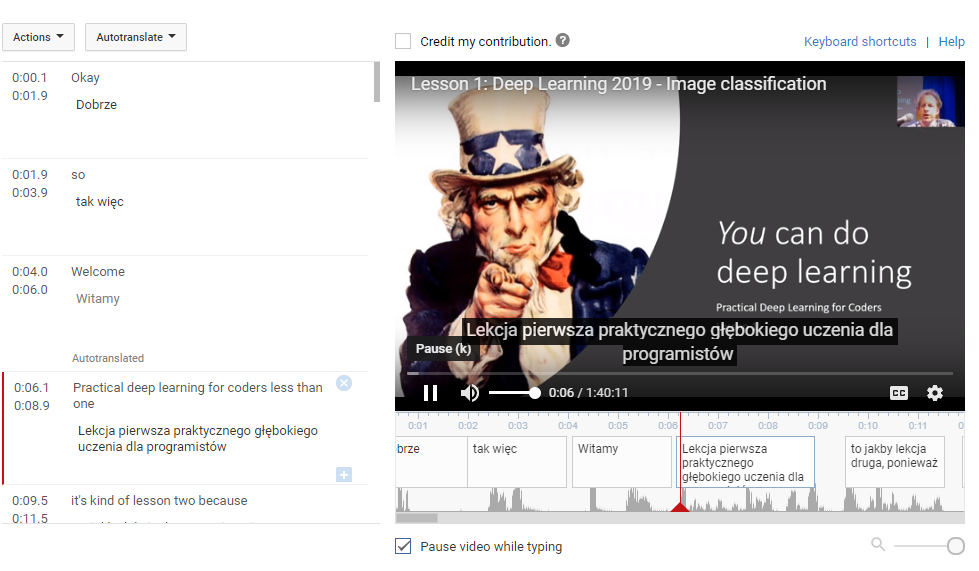 Actions
Autotranslate
0:00.1
0:01.9
Okay
Dobrze
0:01.9
0:03.9
so
tak więc
0:04.0
0:06.0
Welcome
Witamy
Autotranslated
0:06.1
0:08.9
Practical deep learning for coders less than
one
Lekcja pierwsza praktycznego głębokiego
uczenia dla programistów
0:09.5
0:11.5
it's kind of lesson two because
Credit my contribution. ?
Keyboard shortcuts | Help
Lesson 1: Deep Learning 2019 - Image classification
You can do
deep learning
Practical Deep Learning for Coders
Lekcja pierwsza praktycznego głębokiego uczenia dla
programistów
Pause (k)
0:06 / 1:40:11
CC
0:01 0:02 0:03 0:04 0:05 0:06 0:07 0:08 0:09 0:10 0:11
brze
tak więc
Witamy
Lekcja pierwsza
praktycznego
głębokiego uczenia dla
to jakby lekcja
druga, ponieważ
Pause video while typing